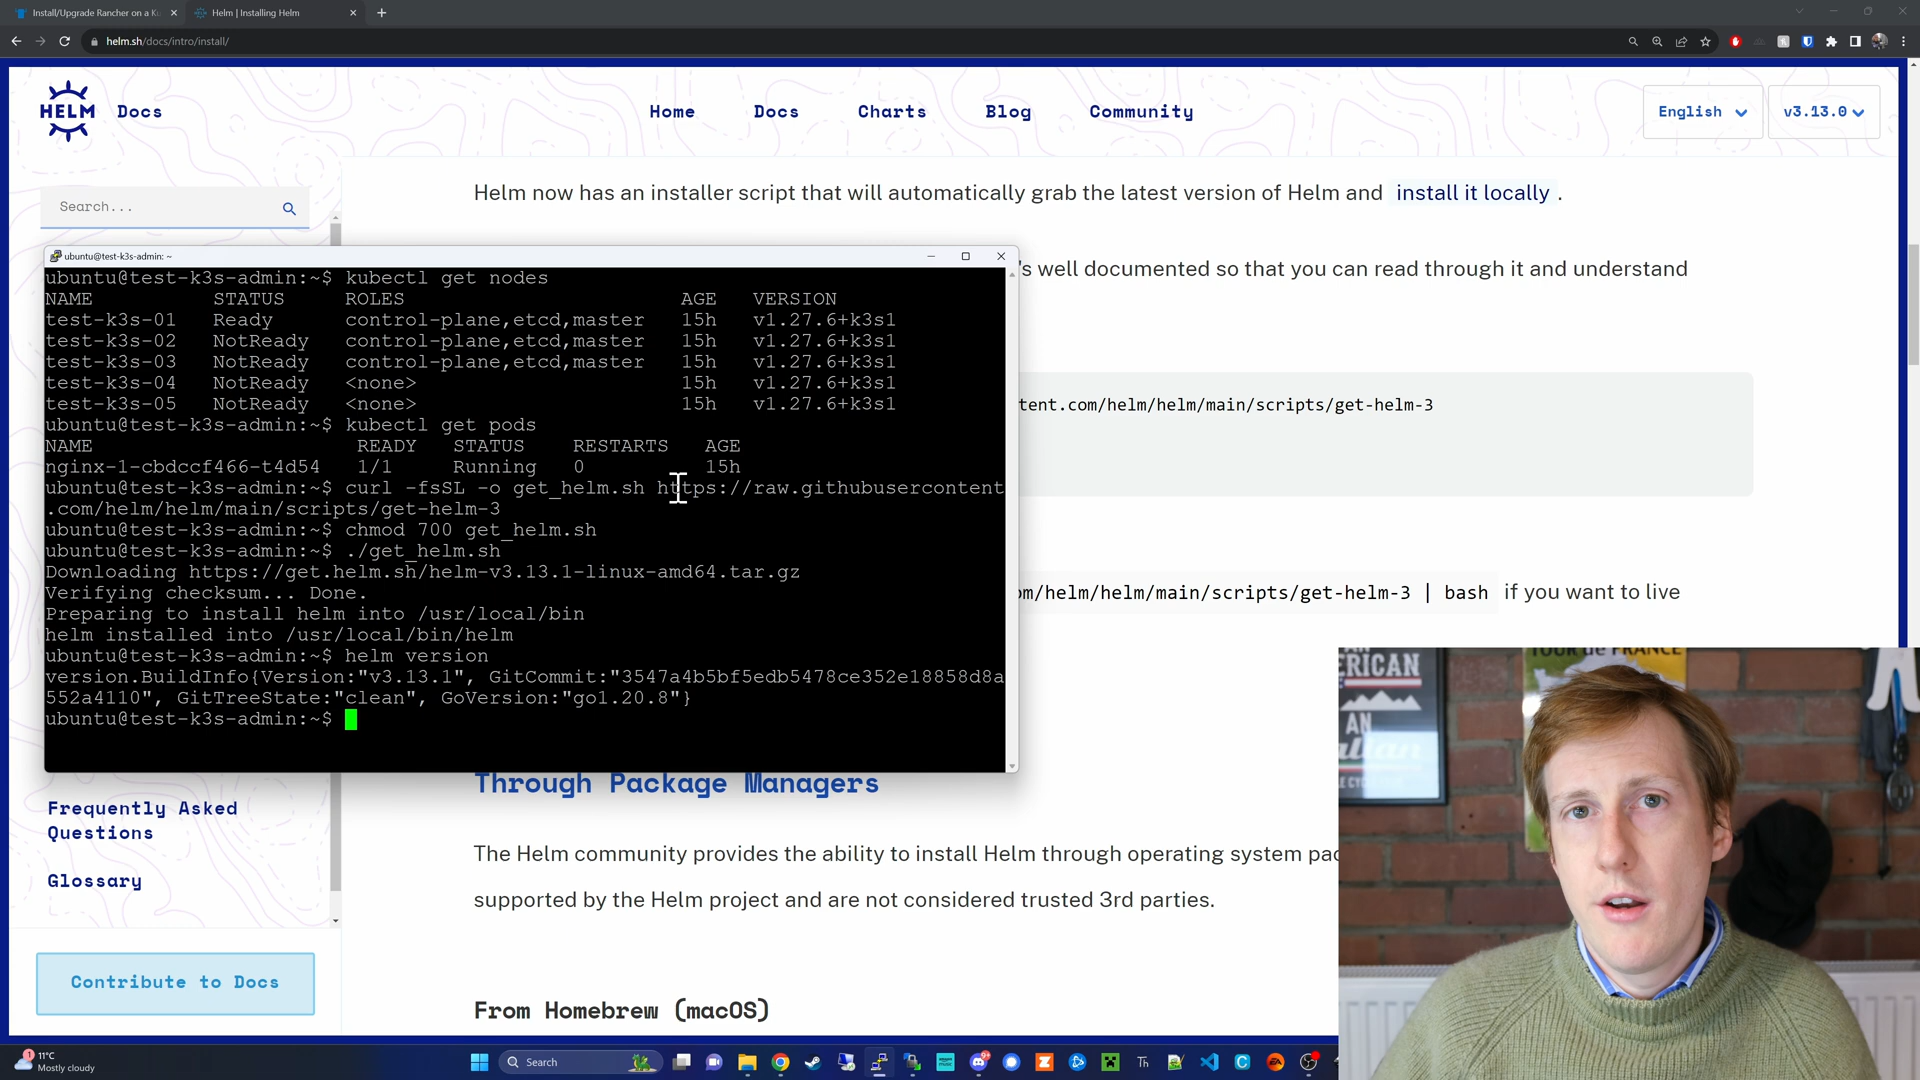 Install/Upgrade Rancher on a Ku
Helm | Installing Helm
helm.sh/docs/intro/install/
HELM
Docs
Home
Docs
Charts
Blog
Community
English
v3.13.0
Search...
Helm now has an installer script that will automatically grab the latest version of Helm and install it locally .
's well documented so that you can read through it and understand
ubuntu@test-k3s-admin: ~
ubuntu@test-k3s-admin:~$ kubectl get nodes
NAME STATUS ROLES AGE VERSION
test-k3s-01 Ready control-plane,etcd,master 15h v1.27.6+k3s1
test-k3s-02 NotReady control-plane,etcd,master 15h v1.27.6+k3s1
test-k3s-03 NotReady control-plane,etcd,master 15h v1.27.6+k3s1
test-k3s-04 NotReady <none> 15h v1.27.6+k3s1
test-k3s-05 NotReady <none> 15h v1.27.6+k3s1
ubuntu@test-k3s-admin:~$ kubectl get pods
NAME READY STATUS RESTARTS AGE
nginx-1-cbdccf466-t4d54 1/1 Running 0 15h
ubuntu@test-k3s-admin:~$ curl -fsSL -o get_helm.sh https://raw.githubusercontent
.com/helm/helm/main/scripts/get-helm-3
ubuntu@test-k3s-admin:~$ chmod 700 get_helm.sh
ubuntu@test-k3s-admin:~$ ./get_helm.sh
Downloading https://get.helm.sh/helm-v3.13.1-linux-amd64.tar.gz
Verifying checksum... Done.
Preparing to install helm into /usr/local/bin
helm installed into /usr/local/bin/helm
ubuntu@test-k3s-admin:~$ helm version
version.BuildInfo{Version:"v3.13.1", GitCommit:"3547a4b5bf5edb5478ce352e18858d8a
552a4110", GitTreeState:"clean", GoVersion:"go1.20.8"}
ubuntu@test-k3s-admin:~$
tent.com/helm/helm/main/scripts/get-helm-3
om/helm/helm/main/scripts/get-helm-3 | bash if you want to live
Through Package Managers
Frequently Asked
Questions
The Helm community provides the ability to install Helm through operating system pac
Glossary
supported by the Helm project and are not considered trusted 3rd parties.
Contribute to Docs
From Homebrew (macOS)
TOUR de FRANCE
ERICAN
AN
11°C
Mostly cloudy
Search